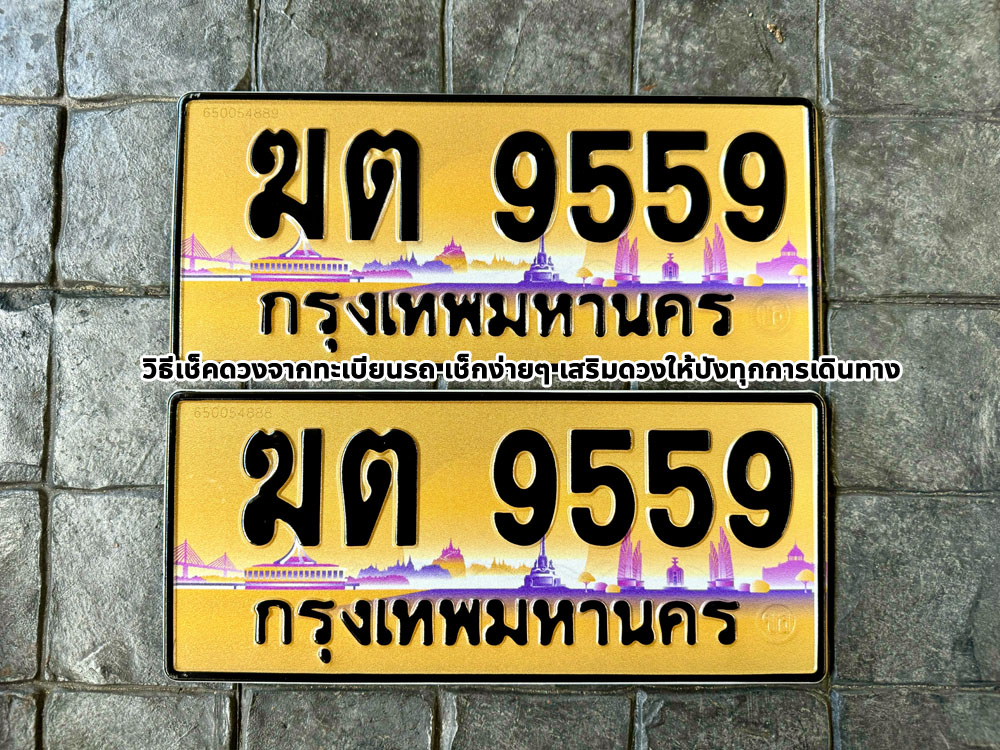 650054889
ฆต 9559
กรุงเทพมหานคร
วิธีเช็คดวงจากทะเบียนรถ เช็กง่ายๆ เสริมดวงให้ปังทุกการเดินทาง
650054888
ฆต 9559
กรุงเทพมหานคร